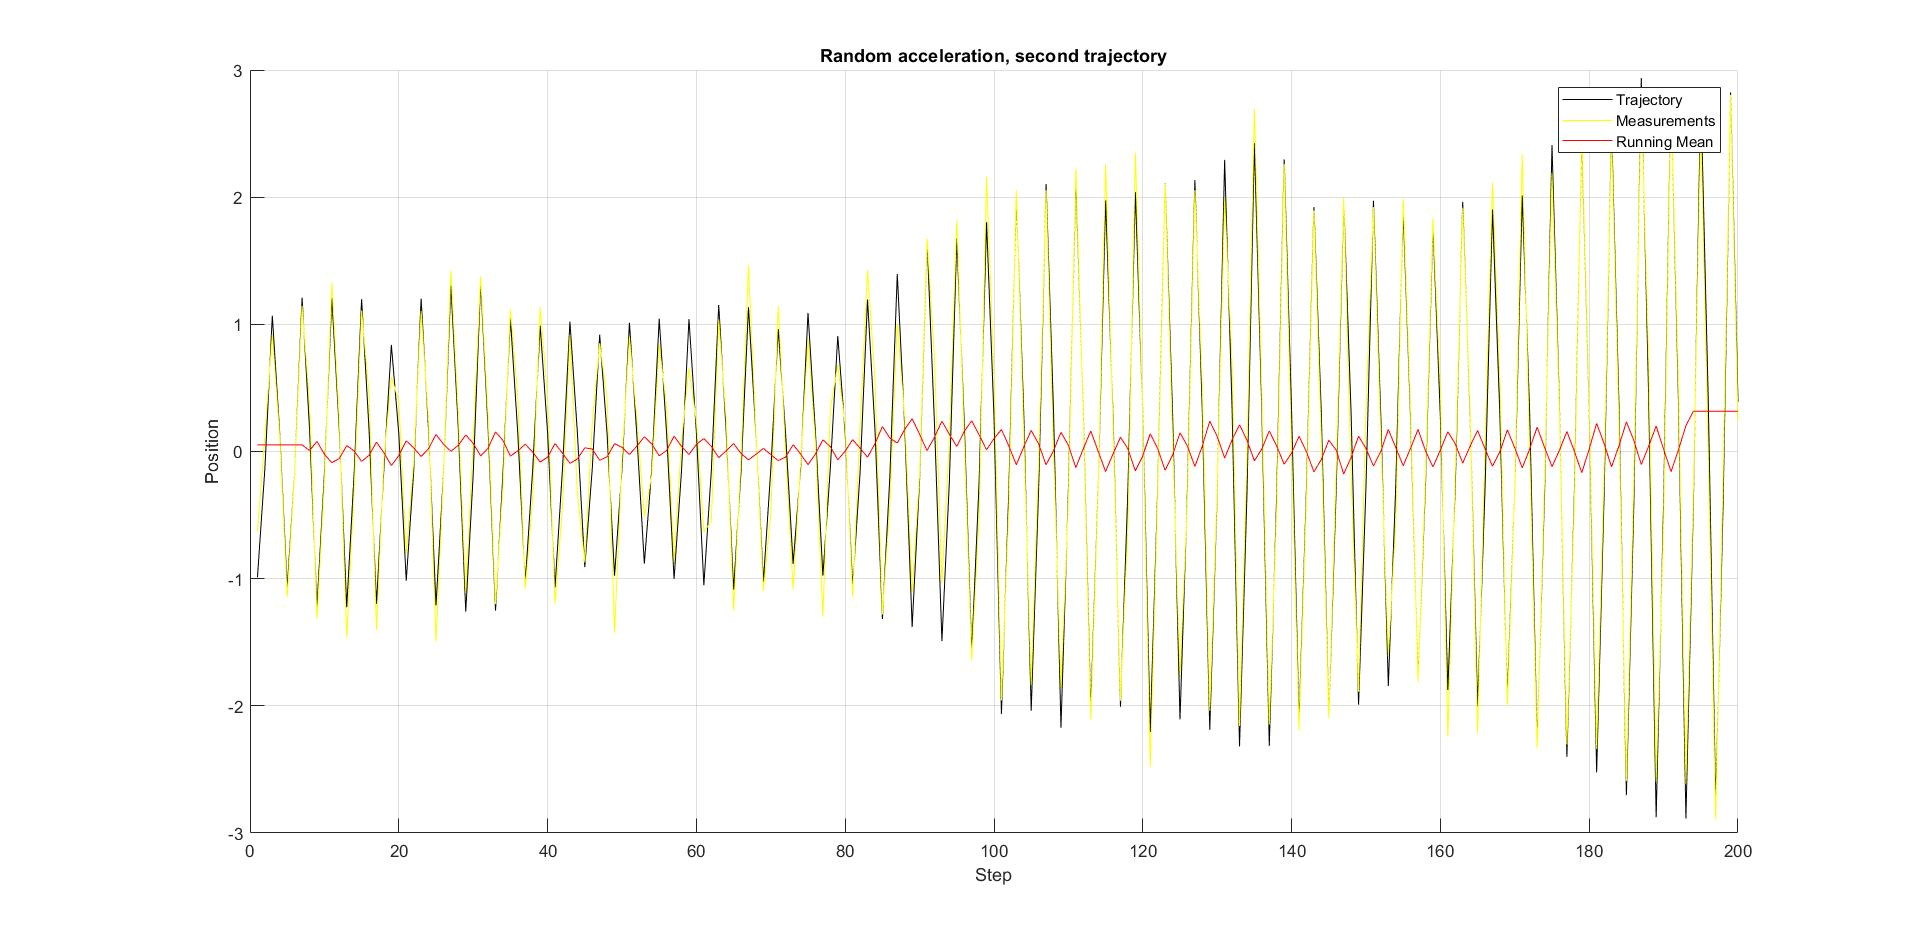 Random acceleration, second trajectory
3
2
1
0
-1
-2
-3
Position
Trajectory
Measurements
Running Mean
0 20 40 60 80 100 120 140 160 180 200
Step